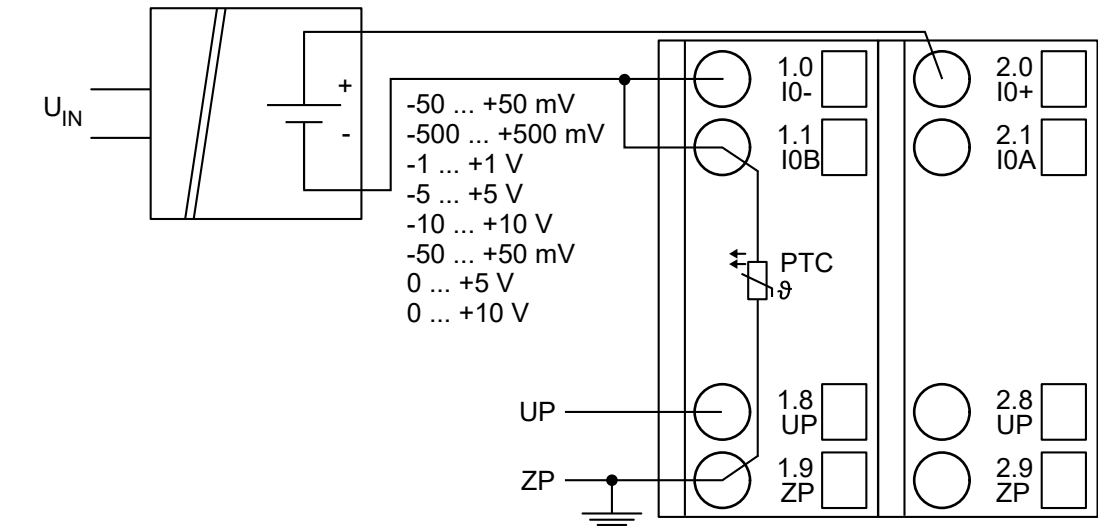 U_IN
+
-
-50 ... +50 mV
-500 ... +500 mV
-1 ... +1 V
-5 ... +5 V
-10 ... +10 V
-50 ... +50 mV
0 ... +5 V
0 ... +10 V
1.0
I0-
1.1
I0B
PTC
ϑ
UP
1.8
UP
ZP
1.9
ZP
2.0
I0+
2.1
I0A
2.8
UP
2.9
ZP